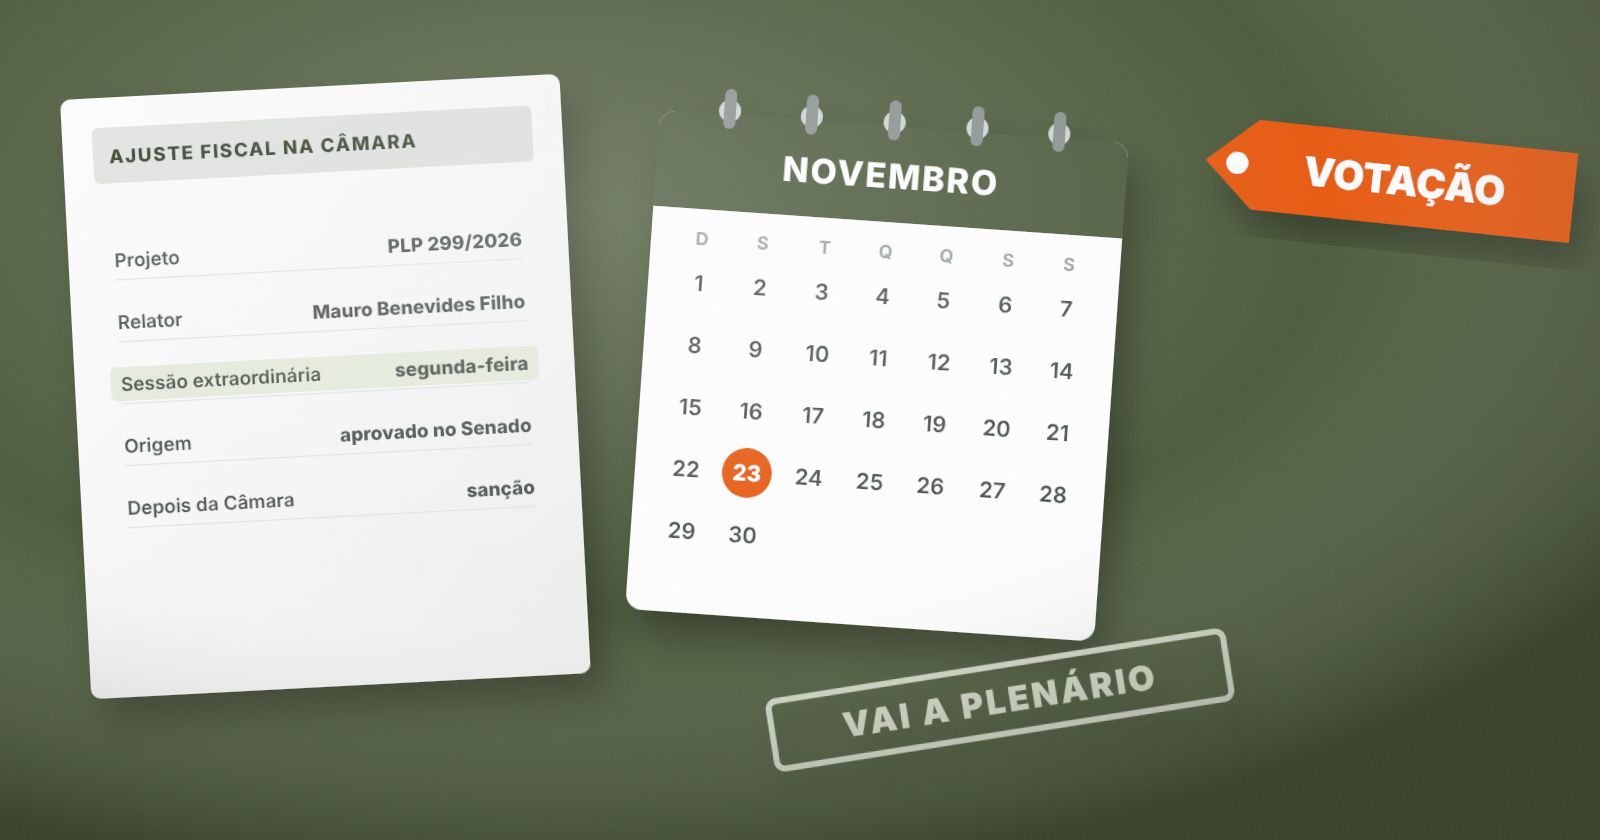 AJUSTE FISCAL NA CÂMARA
Projeto PLP 299/2026
Relator Mauro Benevides Filho
Sessão extraordinária segunda-feira
Origem aprovado no Senado
Depois da Câmara sanção
NOVEMBRO
D S T Q Q S S
1 2 3 4 5 6 7
8 9 10 11 12 13 14
15 16 17 18 19 20 21
22 23 24 25 26 27 28
29 30
VOTAÇÃO
VAI A PLENÁRIO